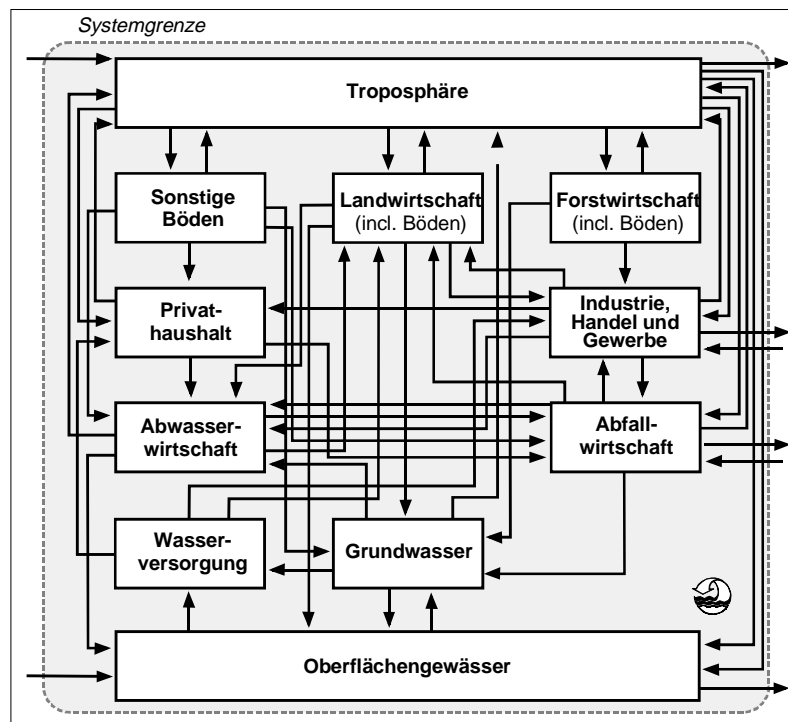 Systemgrenze
Troposphäre
Sonstige
Böden
Landwirtschaft
(incl. Böden)
Forstwirtschaft
(incl. Böden)
Privat-
haushalt
Industrie,
Handel und
Gewerbe
Abwasser-
wirtschaft
Abfall-
wirtschaft
Wasser-
versorgung
Grundwasser
Oberflächengewässer